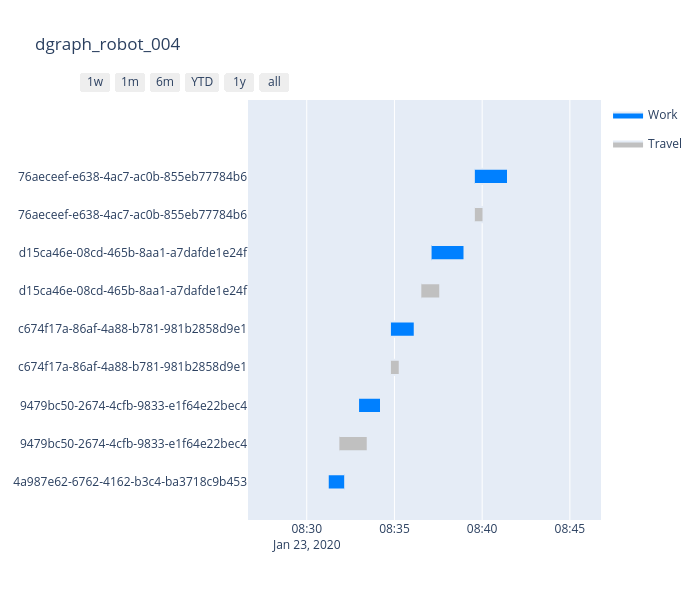 dgraph_robot_004
1w 1m 6m YTD 1y all
Work
Travel
76aeceef-e638-4ac7-ac0b-855eb77784b6
76aeceef-e638-4ac7-ac0b-855eb77784b6
d15ca46e-08cd-465b-8aa1-a7dafde1e24f
d15ca46e-08cd-465b-8aa1-a7dafde1e24f
c674f17a-86af-4a88-b781-981b2858d9e1
c674f17a-86af-4a88-b781-981b2858d9e1
9479bc50-2674-4cfb-9833-e1f64e22bec4
9479bc50-2674-4cfb-9833-e1f64e22bec4
4a987e62-6762-4162-b3c4-ba3718c9b453
08:30 08:35 08:40 08:45
Jan 23, 2020